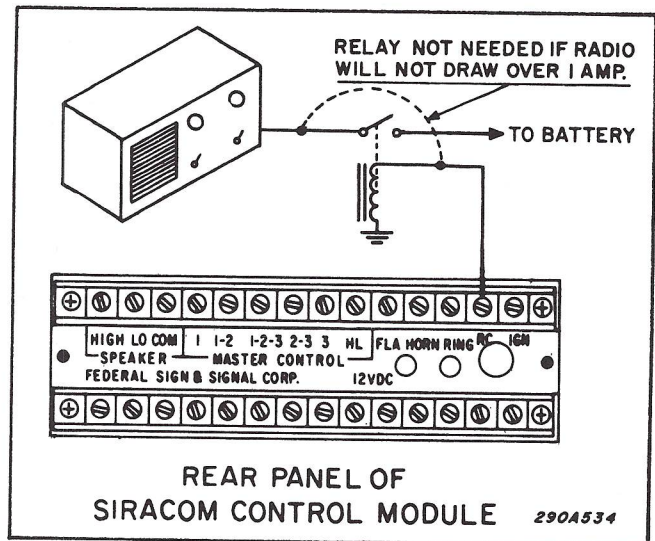 RELAY NOT NEEDED IF RADIO
WILL NOT DRAW OVER 1 AMP.
TO BATTERY
HIGH LO COM 1 1-2 1-2-3 2-3 3 HL FLA HORN RING RC IGN
SPEAKER MASTER CONTROL
FEDERAL SIGN & SIGNAL CORP. 12VDC
REAR PANEL OF
SIRACOM CONTROL MODULE 290A534